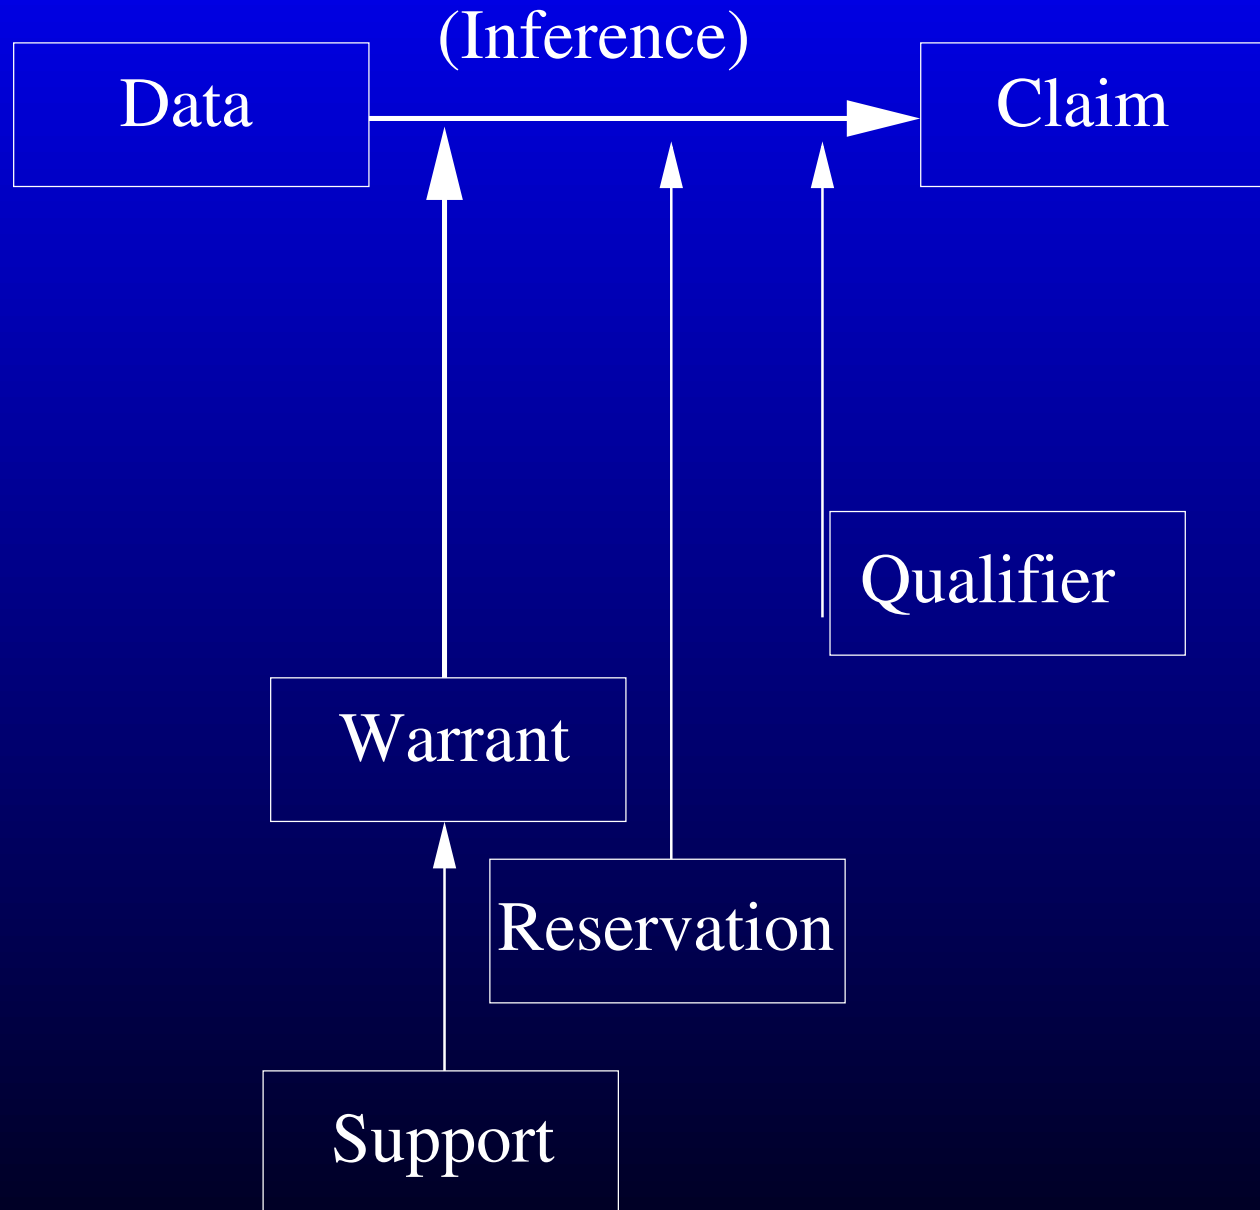 (Inference)
Data
Claim
Qualifier
Warrant
Reservation
Support